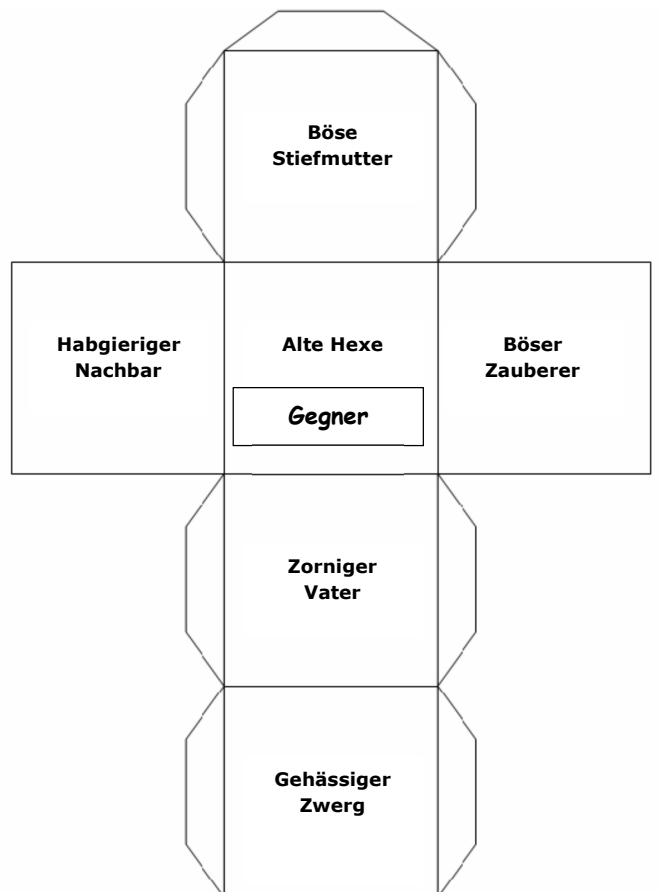 Böse
Stiefmutter
Habgieriger
Nachbar
Alte Hexe
Böser
Zauberer
Gegner
Zorniger
Vater
Gehässiger
Zwerg